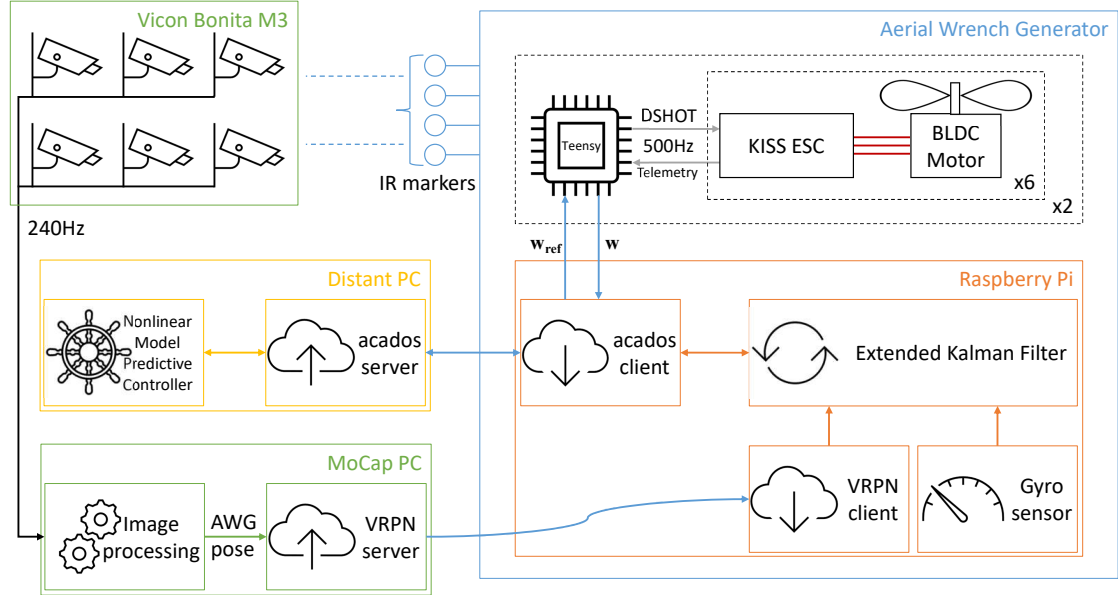 Vicon Bonita M3
Aerial Wrench Generator
IR markers
Teensy
DSHOT
500Hz
Telemetry
KISS ESC
BLDC
Motor
x6
x2
240Hz
w_ref
w
Distant PC
Nonlinear
Model
Predictive
Controller
acados
server
Raspberry Pi
acados
client
Extended Kalman Filter
MoCap PC
Image
processing
AWG
pose
VRPN
server
VRPN
client
Gyro
sensor